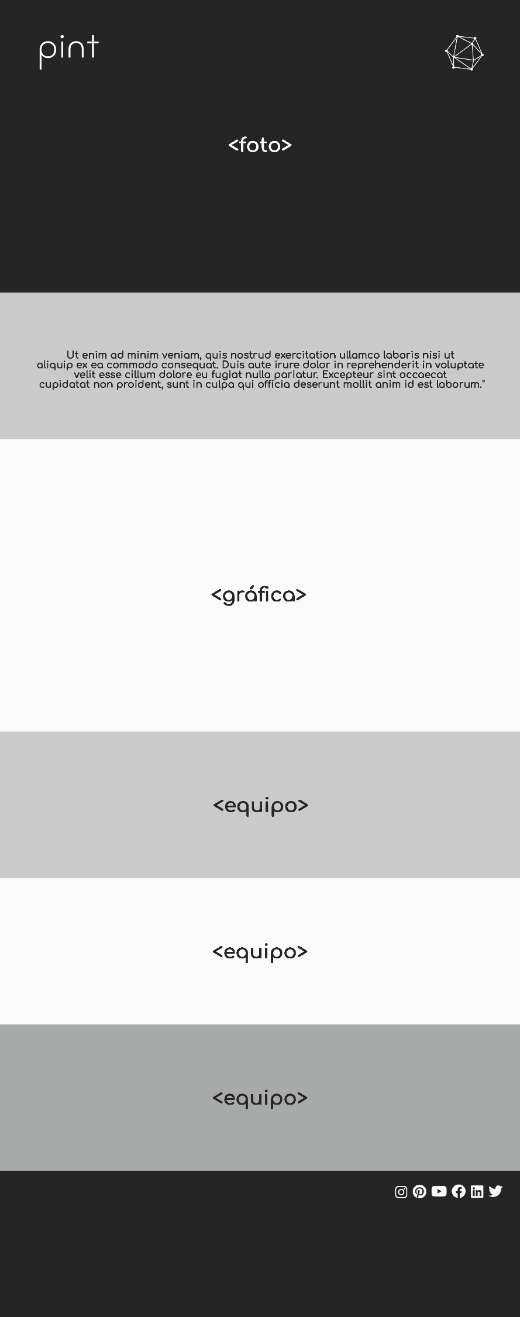 pint
<foto>
Ut enim ad minim veniam, quis nostrud exercitation ullamco laboris nisi ut
aliquip ex ea commodo consequat. Duis aute irure dolor in reprehenderit in voluptate
velit esse cillum dolore eu fugiat nulla pariatur. Excepteur sint occaecat
cupidatat non proident, sunt in culpa qui officia deserunt mollit anim id est laborum."
<gráfica>
<equipo>
<equipo>
<equipo>